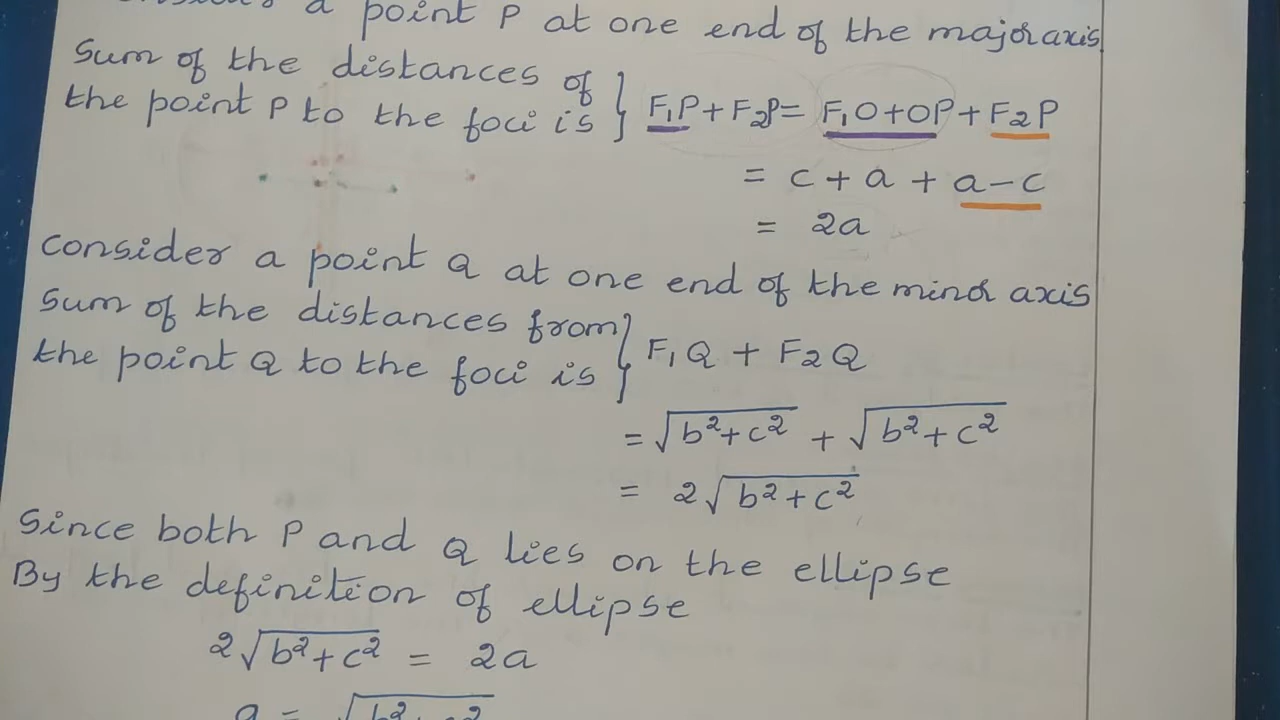 a point P at one end of the major axis
Sum of the distances of
the point P to the foci is } F₁P + F₂P = F₁O + OP + F₂P
= c + a + a - c
= 2a
Consider a point Q at one end of the minor axis
Sum of the distances from
the point Q to the foci is } F₁Q + F₂Q
= √(b²+c²) + √(b²+c²)
= 2√(b²+c²)
Since both P and Q lies on the ellipse
By the definition of ellipse
2√(b²+c²) = 2a
a = √(b²+c²)